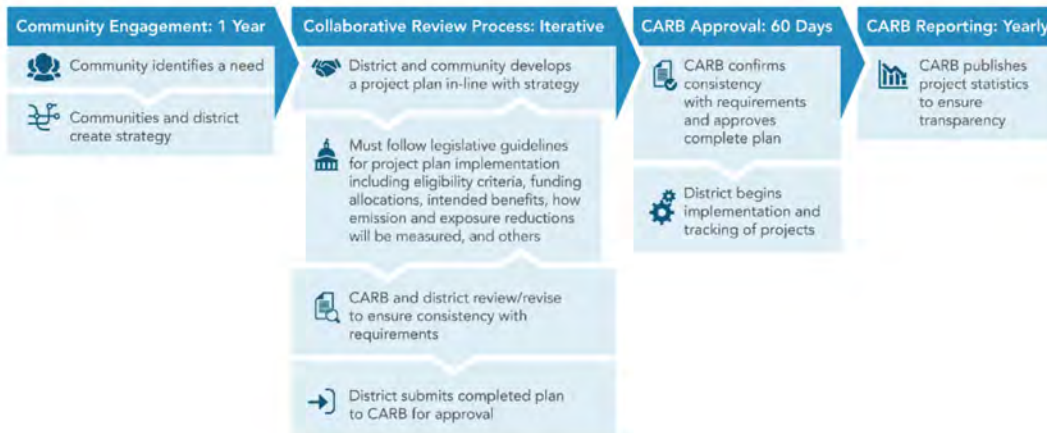 Community Engagement: 1 Year
Community identifies a need
Communities and district
create strategy
Collaborative Review Process: Iterative
District and community develops
a project plan in-line with strategy
Must follow legislative guidelines
for project plan implementation
including eligibility criteria, funding
allocations, intended benefits, how
emission and exposure reductions
will be measured, and others
CARB and district review/revise
to ensure consistency with
requirements
District submits completed plan
to CARB for approval
CARB Approval: 60 Days
CARB confirms
consistency
with requirements
and approves
complete plan
District begins
implementation and
tracking of projects
CARB Reporting: Yearly
CARB publishes
project statistics
to ensure
transparency